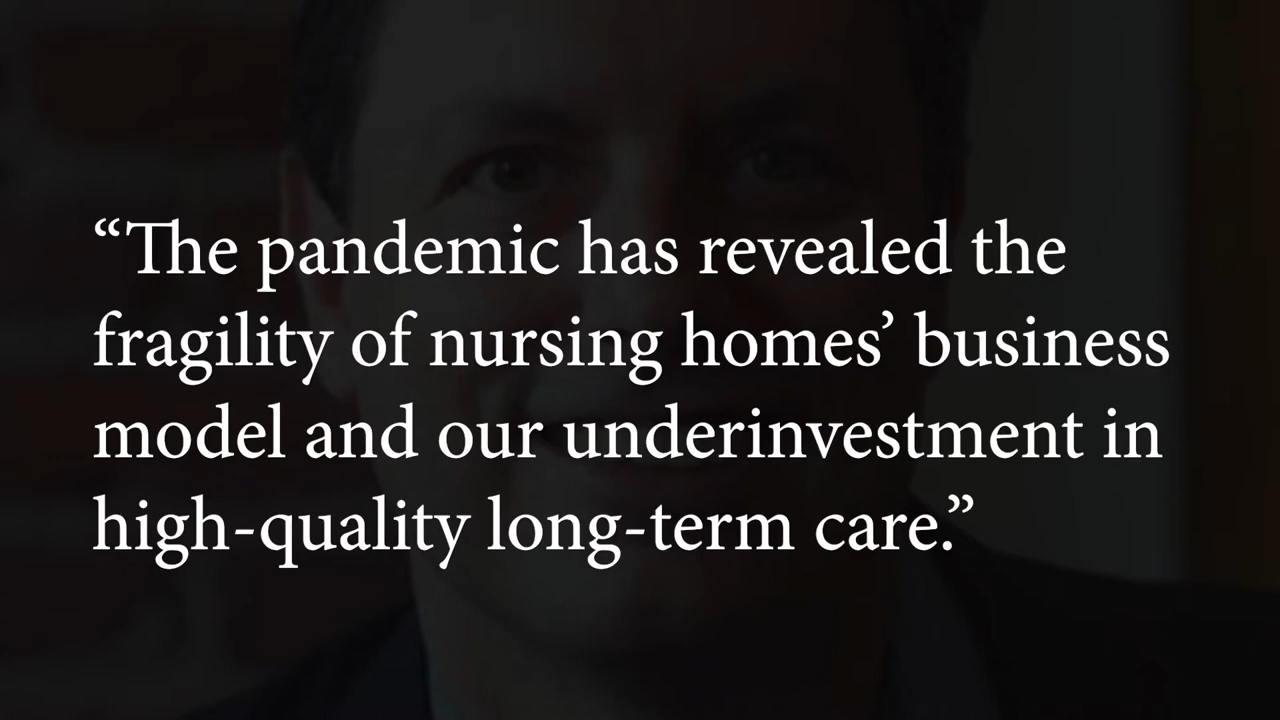 “The pandemic has revealed the
fragility of nursing homes’ business
model and our underinvestment in
high-quality long-term care.”